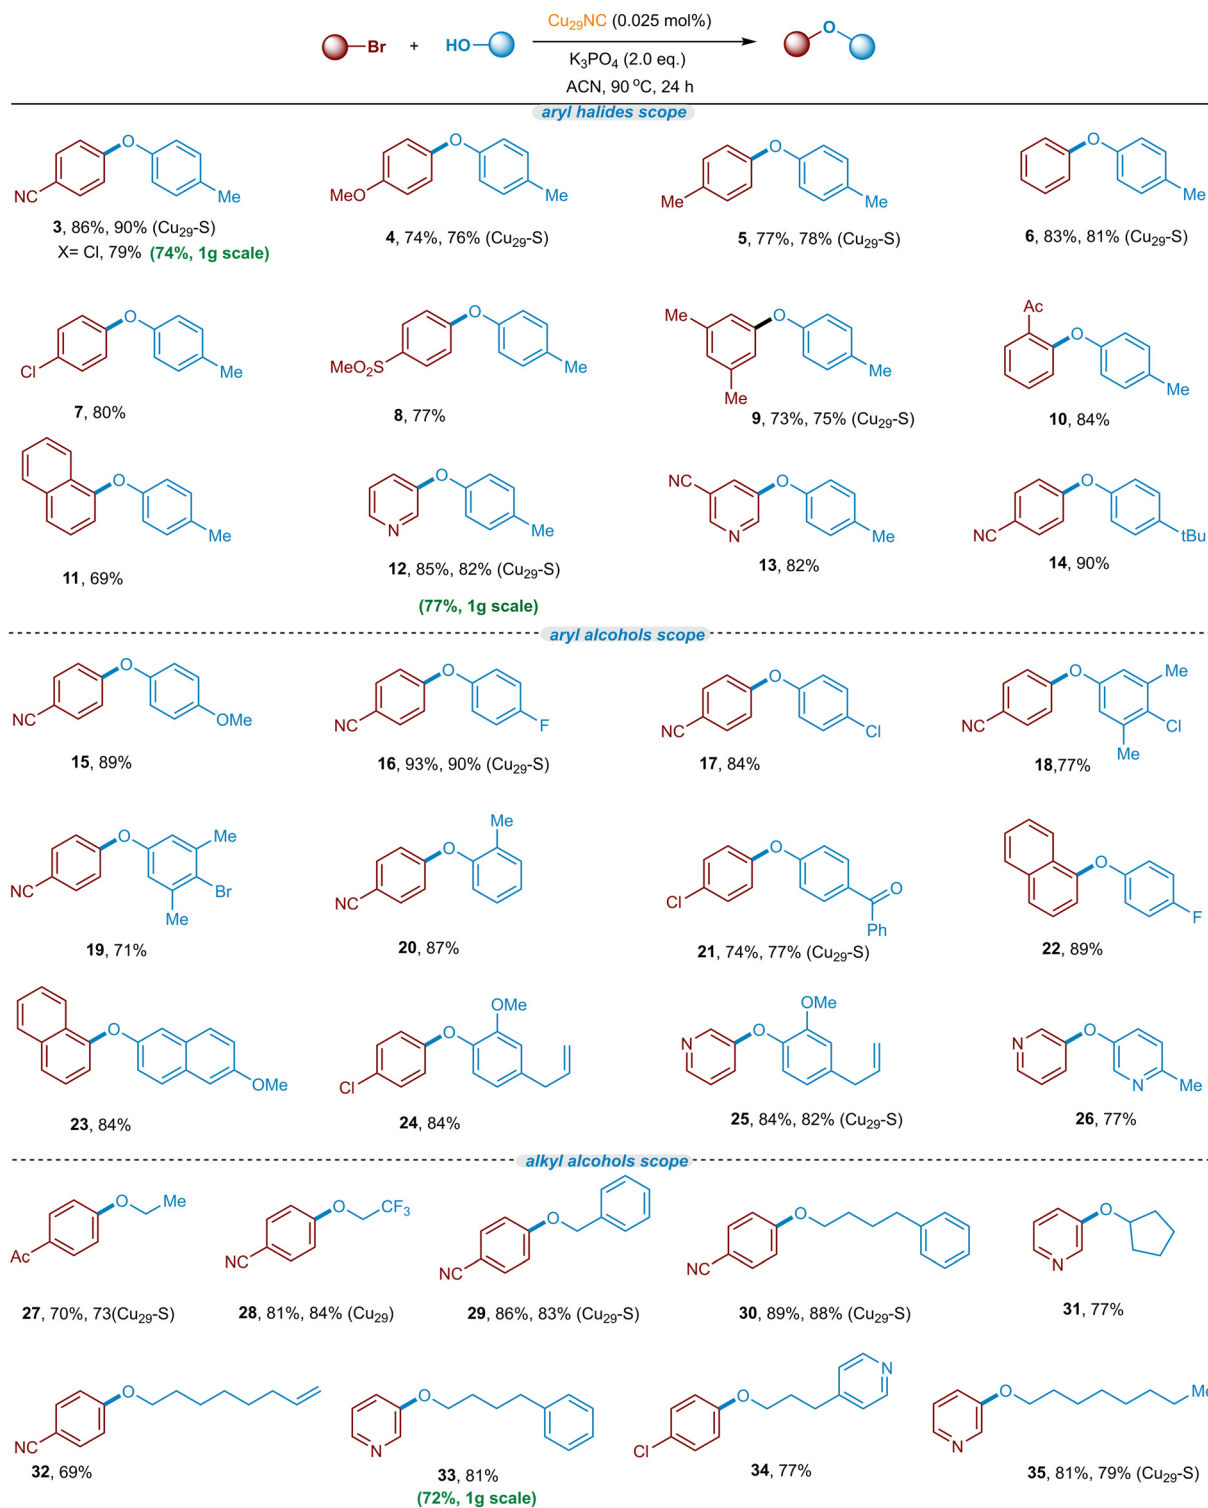 Cu29NC (0.025 mol%)
Br + HO O
K3PO4 (2.0 eq.)
ACN, 90 °C, 24 h
aryl halides scope
NC O Me
MeO O Me
Me O Me
O Me
3, 86%, 90% (Cu29-S)
X= Cl, 79% (74%, 1g scale)
4, 74%, 76% (Cu29-S)
5, 77%, 78% (Cu29-S)
6, 83%, 81% (Cu29-S)
Cl O Me
MeO2S O Me
Me Me O Me
Ac O Me
7, 80%
8, 77%
9, 73%, 75% (Cu29-S)
10, 84%
O Me
N O Me
NC N O Me
NC O tBu
11, 69%
12, 85%, 82% (Cu29-S)
(77%, 1g scale)
13, 82%
14, 90%
aryl alcohols scope
NC O OMe
NC O F
NC O Cl
NC O Me Cl Me
15, 89%
16, 93%, 90% (Cu29-S)
17, 84%
18,77%
NC O Me Br Me
NC O Me
Cl O O Ph
O F
19, 71%
20, 87%
21, 74%, 77% (Cu29-S)
22, 89%
O OMe
Cl O OMe
N O OMe
N O N Me
23, 84%
24, 84%
25, 84%, 82% (Cu29-S)
26, 77%
alkyl alcohols scope
Ac O Me
NC O CF3
NC O
NC O
N O
27, 70%, 73(Cu29-S)
28, 81%, 84% (Cu29)
29, 86%, 83% (Cu29-S)
30, 89%, 88% (Cu29-S)
31, 77%
NC O
N O
Cl O N
N O Me
32, 69%
33, 81%
(72%, 1g scale)
34, 77%
35, 81%, 79% (Cu29-S)